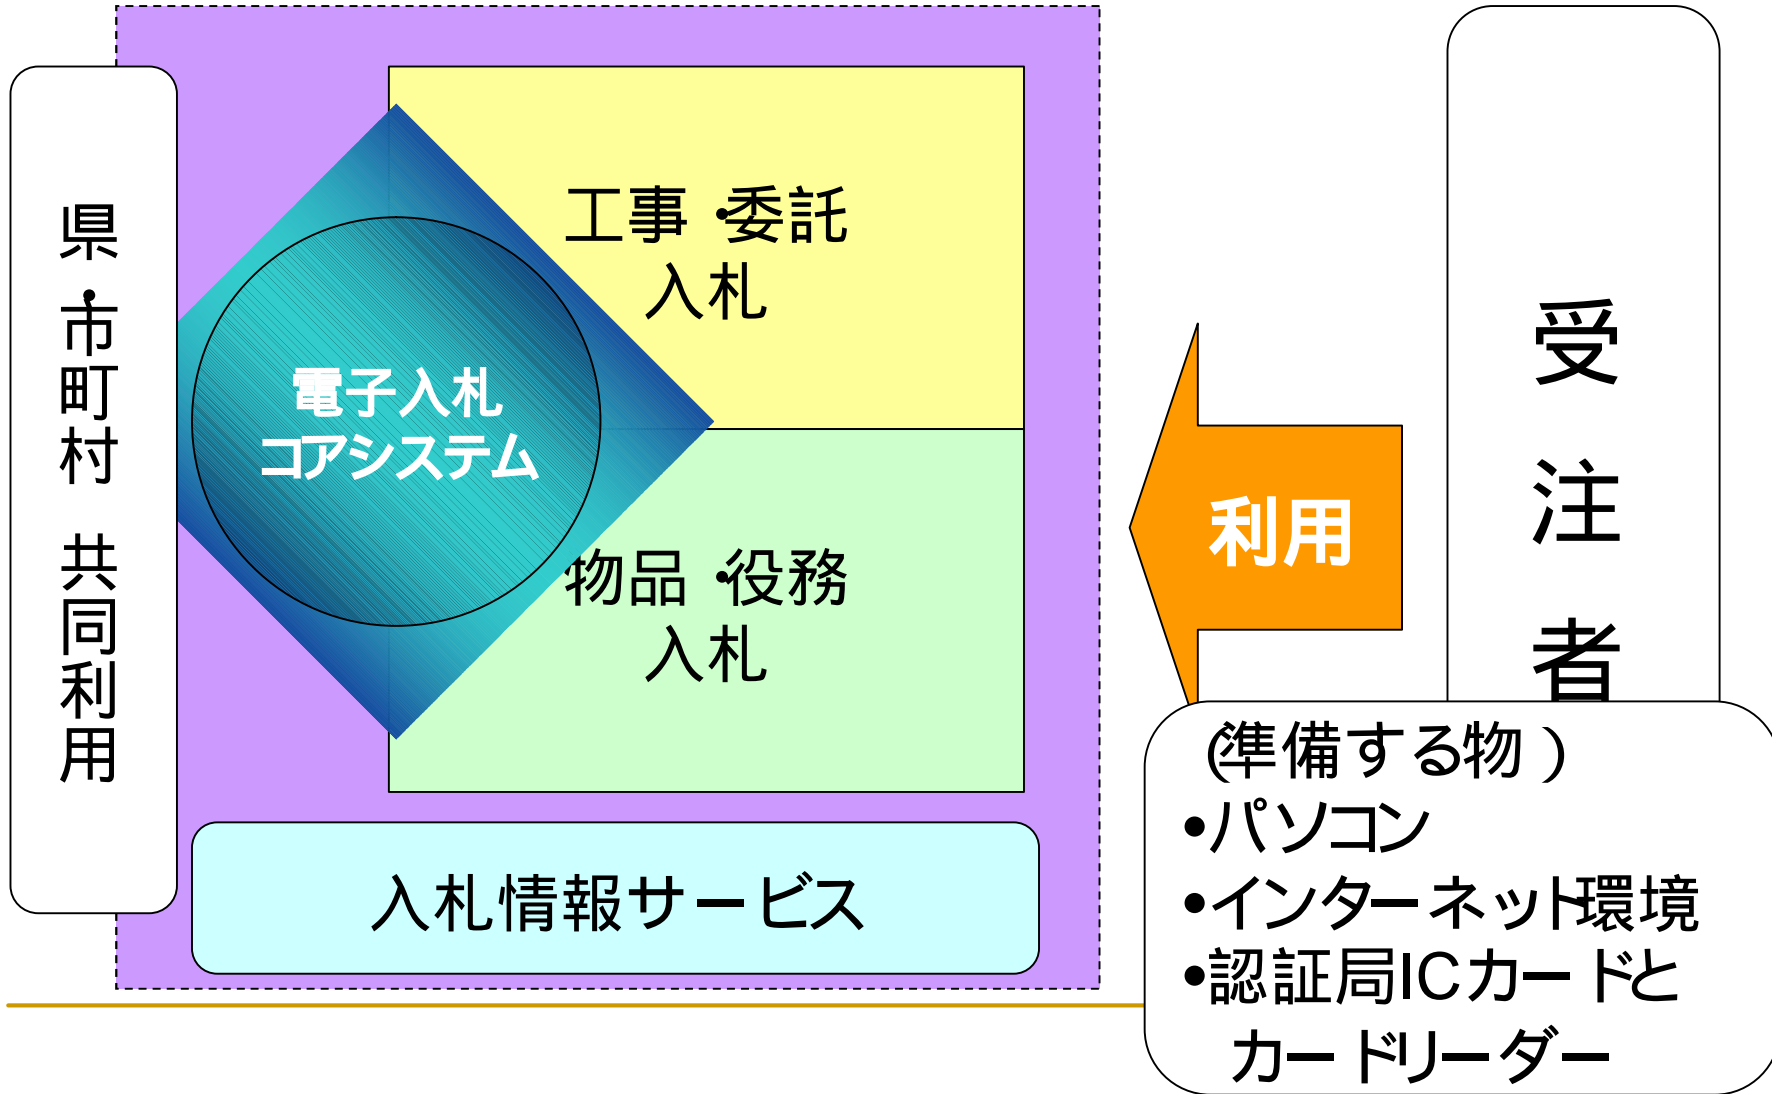 県・市町村 共同利用
工事・委託
入札
電子入札
コアシステム
物品・役務
入札
入札情報サービス
利用
受注者
(準備する物)
•パソコン
•インターネット環境
•認証局ICカードと
カードリーダー